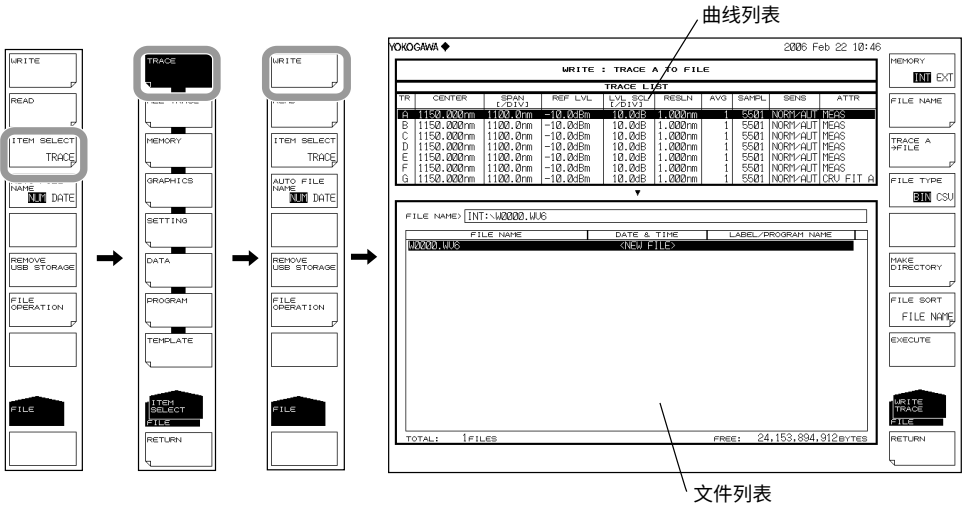 曲线列表
WRITE
READ
ITEM SELECT
TRACE
NAME
NUM DATE
REMOVE
USB STORAGE
FILE
OPERATION
FILE
TRACE
MEMORY
GRAPHICS
SETTING
DATA
PROGRAM
TEMPLATE
ITEM
SELECT
FILE
RETURN
WRITE
ITEM SELECT
TRACE
AUTO FILE
NAME
NUM DATE
REMOVE
USB STORAGE
FILE
OPERATION
FILE
YOKOGAWA ◆ 2006 Feb 22 10:46
WRITE : TRACE A TO FILE
TRACE LIST
TR CENTER SPAN [/DIV] REF LVL LVL SCL [/DIV] RESLN AVG SAMPL SENS ATTR
A 1150.000nm 1100.0nm -10.0dBm 10.0dB 1.000nm 1 5501 NORM/AUT MEAS
B 1150.000nm 1100.0nm -10.0dBm 10.0dB 1.000nm 1 5501 NORM/AUT MEAS
C 1150.000nm 1100.0nm -10.0dBm 10.0dB 1.000nm 1 5501 NORM/AUT MEAS
D 1150.000nm 1100.0nm -10.0dBm 10.0dB 1.000nm 1 5501 NORM/AUT MEAS
E 1150.000nm 1100.0nm -10.0dBm 10.0dB 1.000nm 1 5501 NORM/AUT MEAS
F 1150.000nm 1100.0nm -10.0dBm 10.0dB 1.000nm 1 5501 NORM/AUT MEAS
G 1150.000nm 1100.0nm -10.0dBm 10.0dB 1.000nm 1 5501 NORM/AUT CRV FIT A
FILE NAME> INT:\W0000.WV6
FILE NAME DATE & TIME LABEL/PROGRAM NAME
W0000.WV6 <NEW FILE>
TOTAL: 1FILES FREE: 24,153,894,912BYTES
MEMORY
INT EXT
FILE NAME
TRACE A
→FILE
FILE TYPE
BIN CSV
MAKE
DIRECTORY
FILE SORT
FILE NAME
EXECUTE
WRITE
TRACE
FILE
RETURN
文件列表